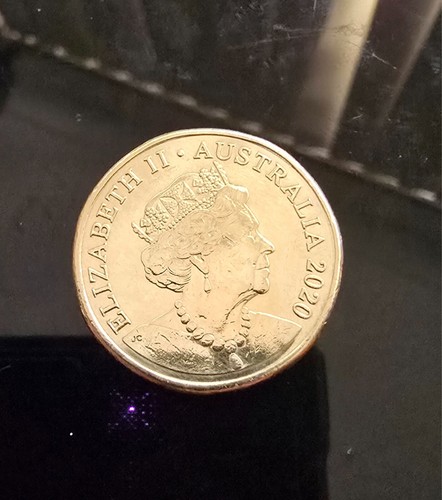 ELIZABETH II · AUSTRALIA 2020
JC